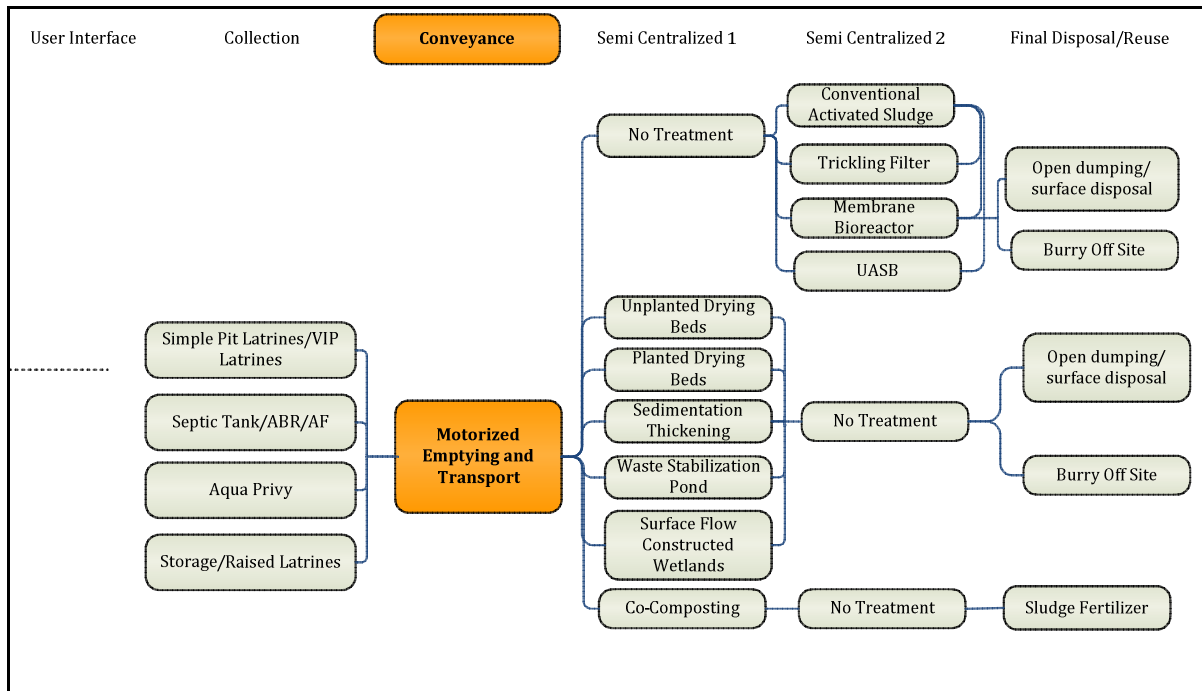 User Interface
Collection
Conveyance
Semi Centralized 1
Semi Centralized 2
Final Disposal/Reuse
Simple Pit Latrines/VIP
Latrines
Septic Tank/ABR/AF
Aqua Privy
Storage/Raised Latrines
Motorized
Emptying and
Transport
No Treatment
Unplanted Drying
Beds
Planted Drying
Beds
Sedimentation
Thickening
Waste Stabilization
Pond
Surface Flow
Constructed
Wetlands
Co-Composting
Conventional
Activated Sludge
Trickling Filter
Membrane
Bioreactor
UASB
No Treatment
No Treatment
Open dumping/
surface disposal
Burry Off Site
Open dumping/
surface disposal
Burry Off Site
Sludge Fertilizer